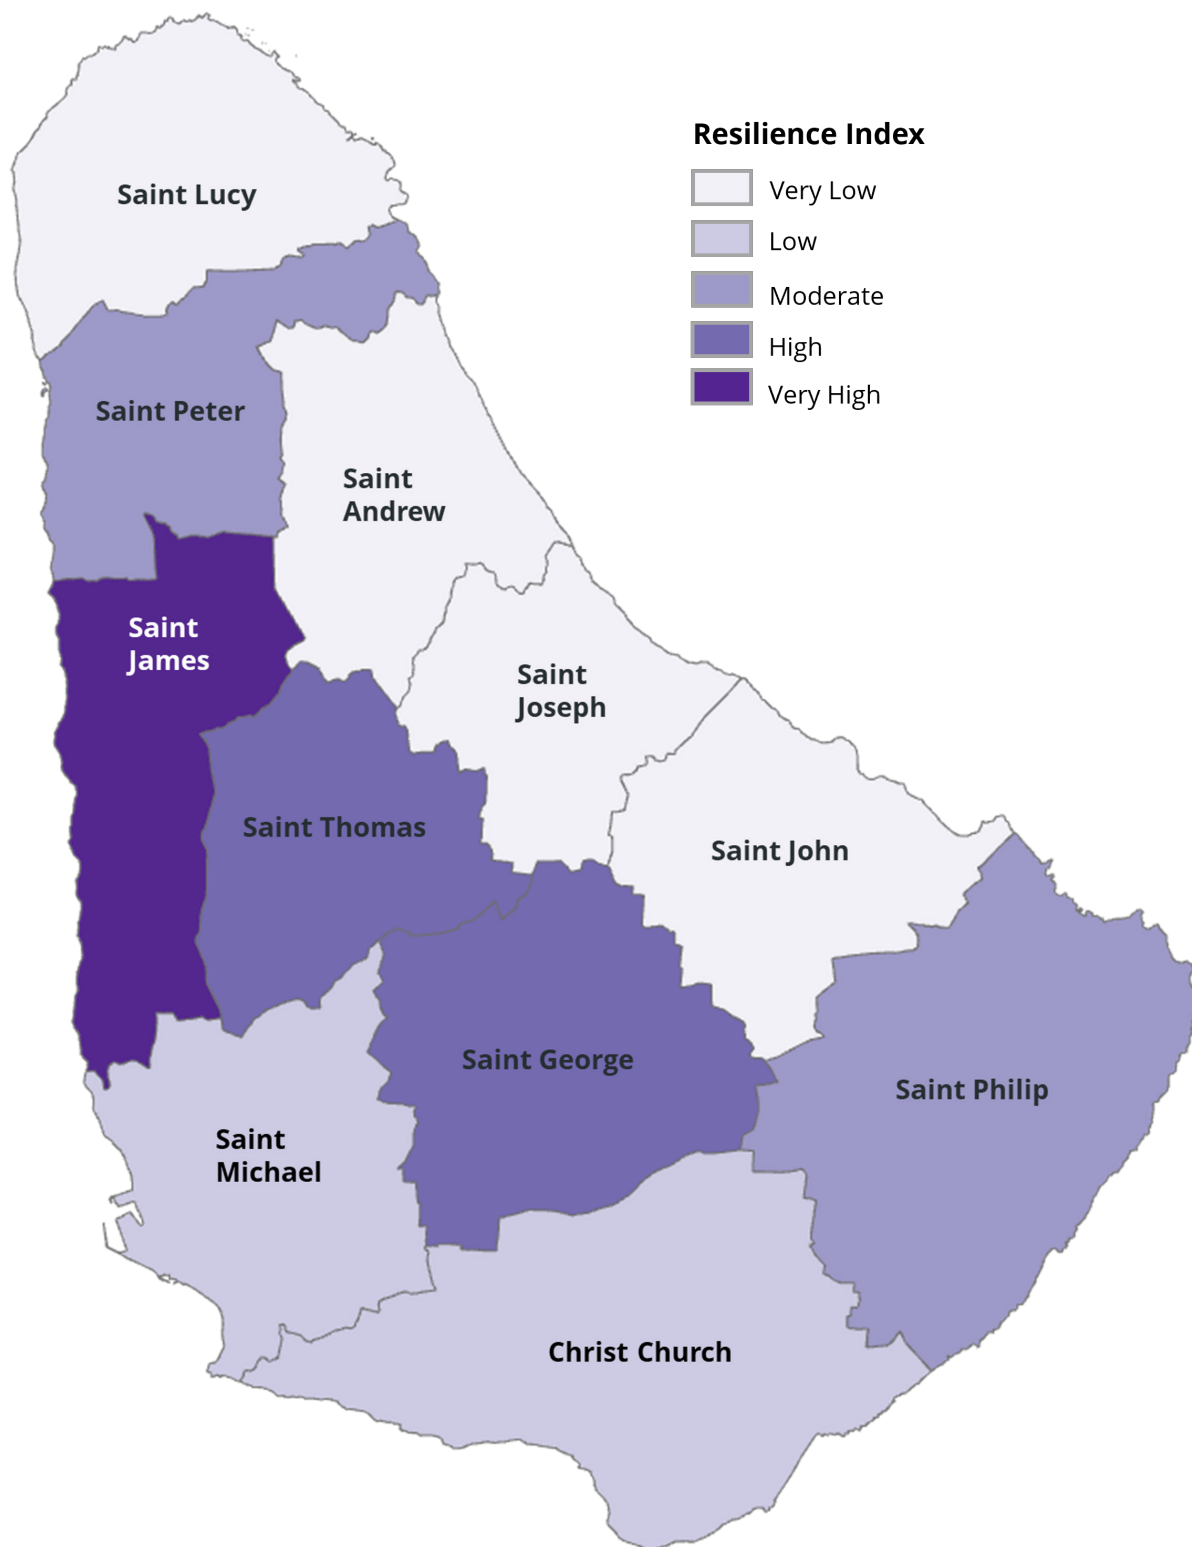 Resilience Index
Very Low
Low
Moderate
High
Very High
Saint Lucy
Saint Peter
Saint
Andrew
Saint
James
Saint
Joseph
Saint Thomas
Saint John
Saint George
Saint Philip
Saint
Michael
Christ Church